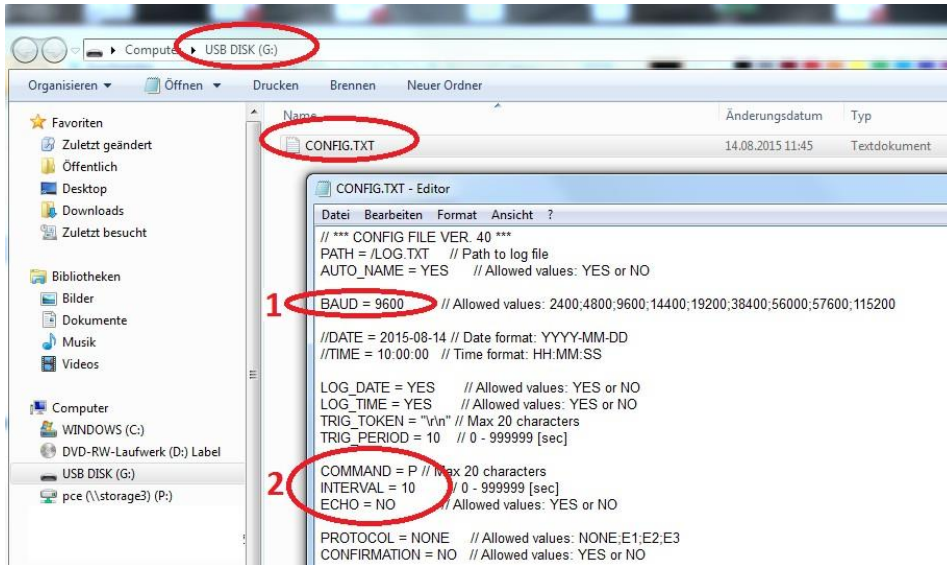 Computer ▸ USB DISK (G:)
Organisieren Öffnen Drucken Brennen Neuer Ordner
Favoriten
Zuletzt geändert
Öffentlich
Desktop
Downloads
Zuletzt besucht
Bibliotheken
Bilder
Dokumente
Musik
Videos
Computer
WINDOWS (C:)
DVD-RW-Laufwerk (D:) Label
USB DISK (G:)
pce (\\storage3) (P:)
Name Änderungsdatum Typ
CONFIG.TXT 14.08.2015 11:45 Textdokument
CONFIG.TXT - Editor
Datei Bearbeiten Format Ansicht ?
// *** CONFIG FILE VER. 40 ***
PATH = /LOG.TXT // Path to log file
AUTO_NAME = YES // Allowed values: YES or NO
1
BAUD = 9600 // Allowed values: 2400;4800;9600;14400;19200;38400;56000;57600;115200
//DATE = 2015-08-14 // Date format: YYYY-MM-DD
//TIME = 10:00:00 // Time format: HH:MM:SS
LOG_DATE = YES // Allowed values: YES or NO
LOG_TIME = YES // Allowed values: YES or NO
TRIG_TOKEN = "\r\n" // Max 20 characters
TRIG_PERIOD = 10 // 0 - 999999 [sec]
2
COMMAND = P // Max 20 characters
INTERVAL = 10 // 0 - 999999 [sec]
ECHO = NO // Allowed values: YES or NO
PROTOCOL = NONE // Allowed values: NONE;E1;E2;E3
CONFIRMATION = NO // Allowed values: YES or NO